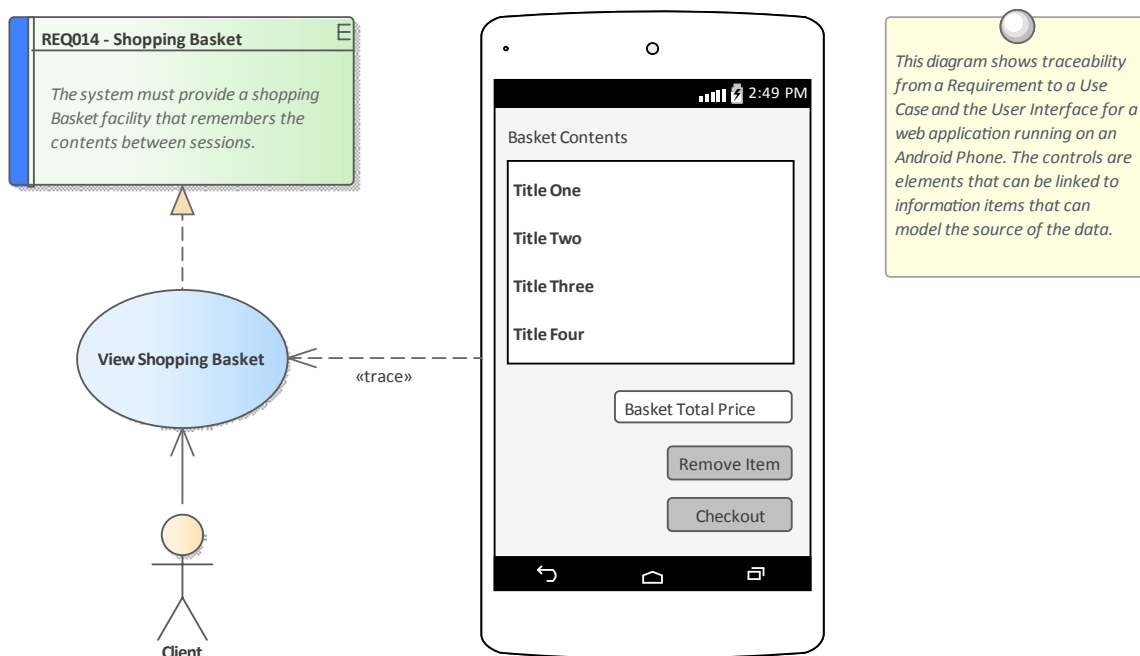 REQ014 - Shopping Basket
E
The system must provide a shopping
Basket facility that remembers the
contents between sessions.
View Shopping Basket
«trace»
Client
2:49 PM
Basket Contents
Title One
Title Two
Title Three
Title Four
Basket Total Price
Remove Item
Checkout
This diagram shows traceability
from a Requirement to a Use
Case and the User Interface for a
web application running on an
Android Phone. The controls are
elements that can be linked to
information items that can
model the source of the data.